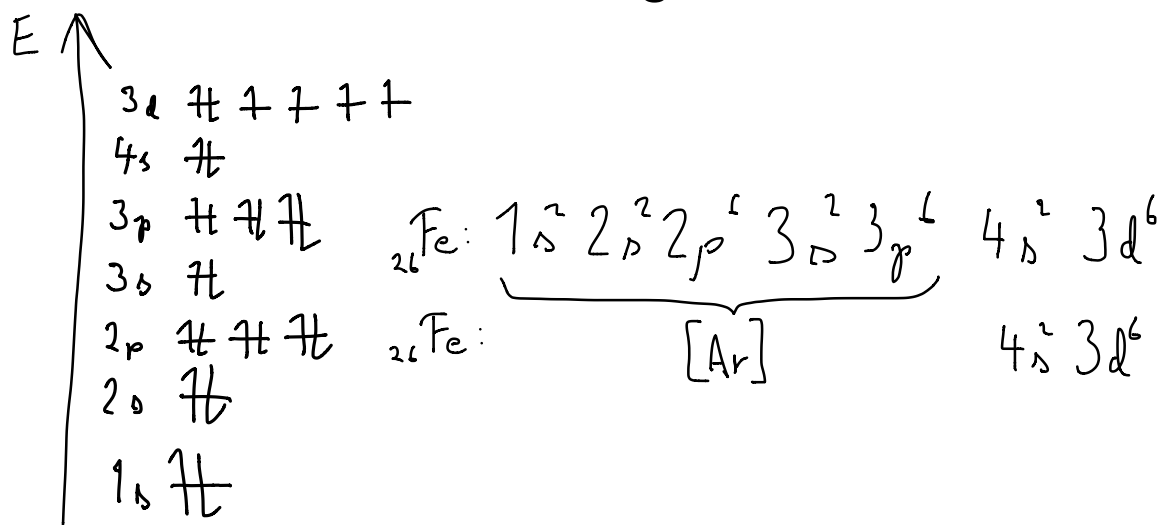 E
3d
4s
3p
₂₆Fe: 1s² 2s² 2p⁶ 3s² 3p⁶ 4s² 3d⁶
3s
2p
₂₆Fe: [Ar] 4s² 3d⁶
2s
1s